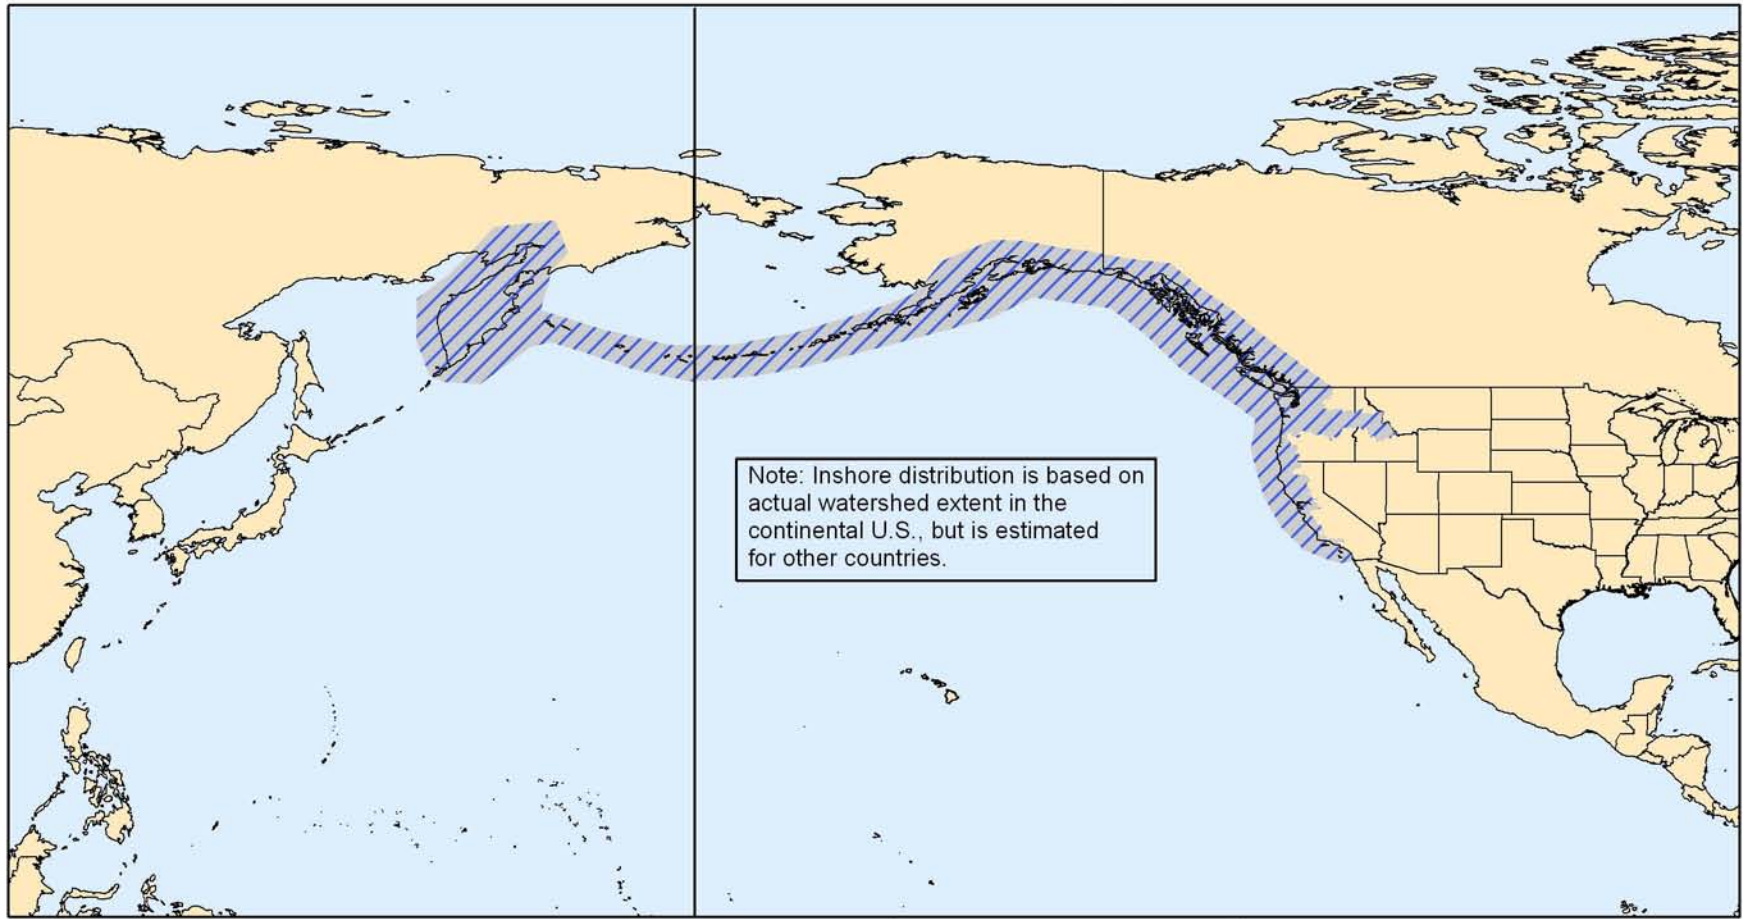 Note: Inshore distribution is based on
actual watershed extent in the
continental U.S., but is estimated
for other countries.